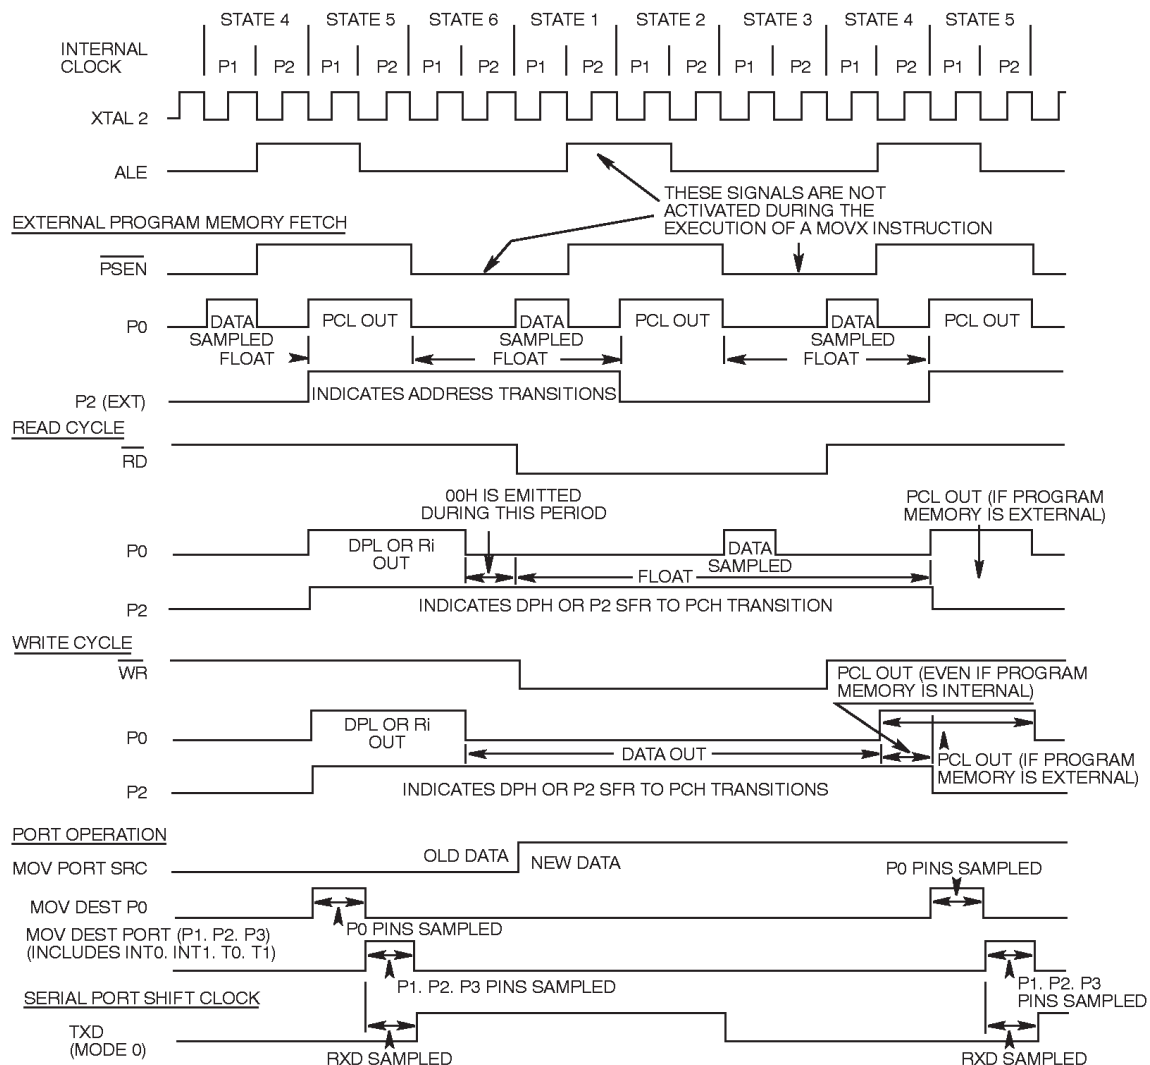 STATE 4 STATE 5 STATE 6 STATE 1 STATE 2 STATE 3 STATE 4 STATE 5
INTERNAL
CLOCK
P1 P2 P1 P2 P1 P2 P1 P2 P1 P2 P1 P2 P1 P2 P1 P2
XTAL 2
ALE
THESE SIGNALS ARE NOT
ACTIVATED DURING THE
EXECUTION OF A MOVX INSTRUCTION
EXTERNAL PROGRAM MEMORY FETCH
PSEN
P0
DATA PCL OUT DATA PCL OUT DATA PCL OUT
SAMPLED SAMPLED SAMPLED
FLOAT FLOAT FLOAT
P2 (EXT)
INDICATES ADDRESS TRANSITIONS
READ CYCLE
RD
00H IS EMITTED
DURING THIS PERIOD
PCL OUT (IF PROGRAM
MEMORY IS EXTERNAL)
P0
DPL OR Ri
OUT
DATA
SAMPLED
FLOAT
P2
INDICATES DPH OR P2 SFR TO PCH TRANSITION
WRITE CYCLE
WR
PCL OUT (EVEN IF PROGRAM
MEMORY IS INTERNAL)
P0
DPL OR Ri
OUT
DATA OUT
PCL OUT (IF PROGRAM
MEMORY IS EXTERNAL)
P2
INDICATES DPH OR P2 SFR TO PCH TRANSITIONS
PORT OPERATION
MOV PORT SRC
OLD DATA
NEW DATA
P0 PINS SAMPLED
MOV DEST P0
P0 PINS SAMPLED
MOV DEST PORT (P1. P2. P3)
(INCLUDES INT0. INT1. T0. T1)
P1. P2. P3 PINS SAMPLED
P1. P2. P3
PINS SAMPLED
SERIAL PORT SHIFT CLOCK
TXD
(MODE 0)
RXD SAMPLED
RXD SAMPLED